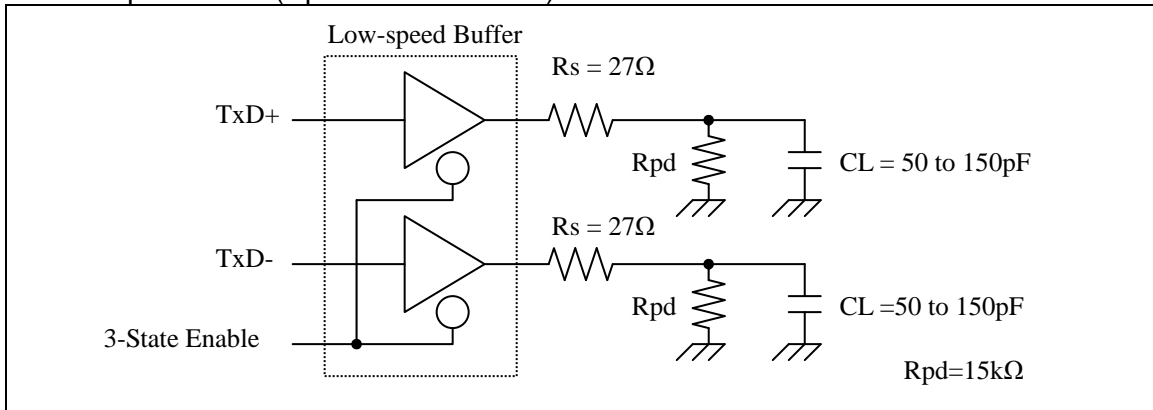 Low-speed Buffer
Rs = 27Ω
TxD+
Rpd
CL = 50 to 150pF
Rs = 27Ω
TxD-
Rpd
CL =50 to 150pF
3-State Enable
Rpd=15kΩ